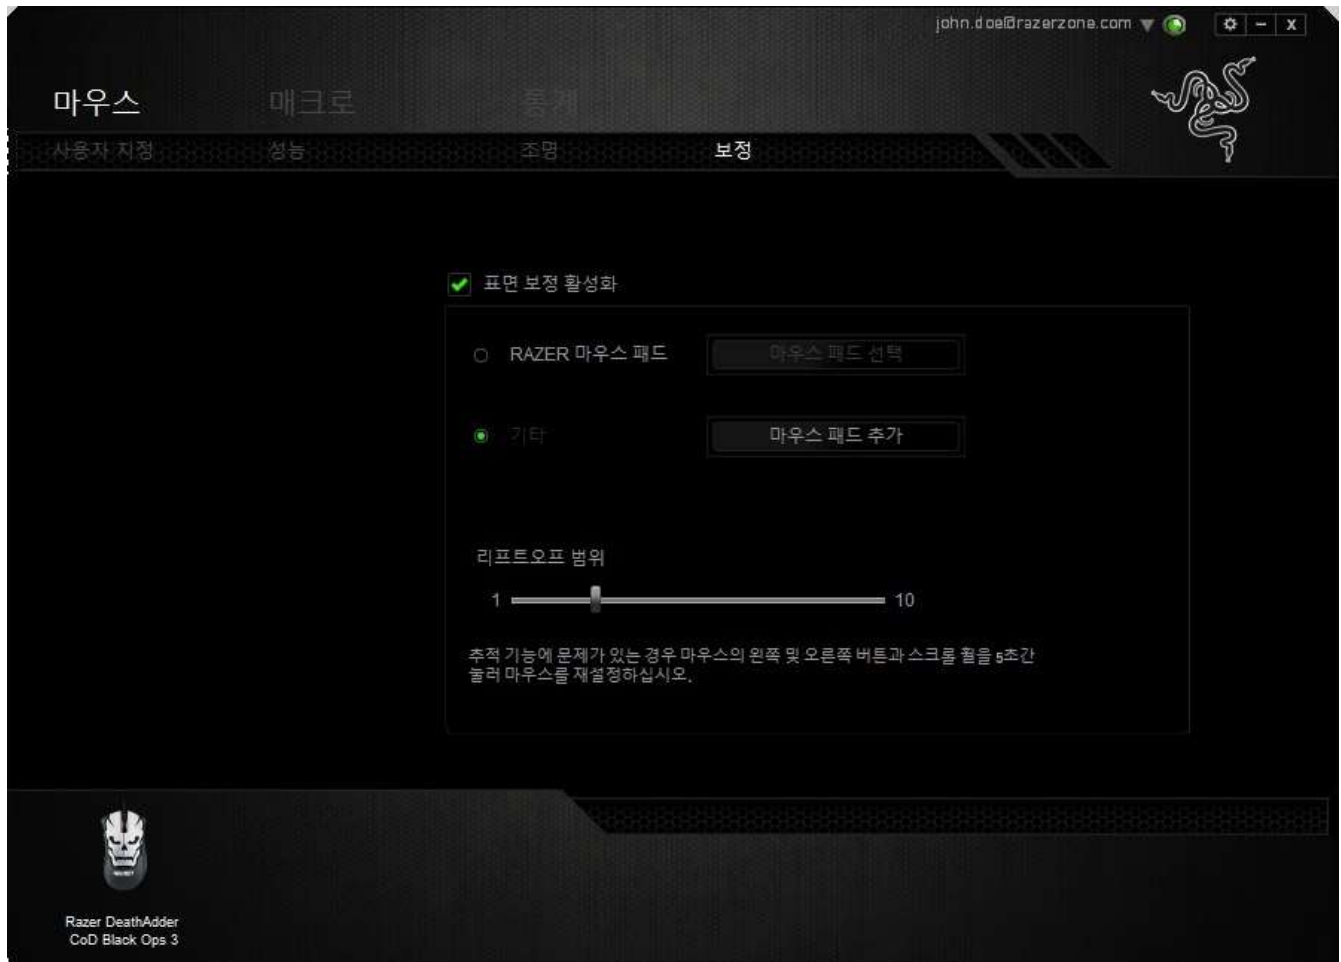 john.doe@razerzone.com
마우스
매크로
통계
사용자 지정
성능
조명
보정
표면 보정 활성화
RAZER 마우스 패드
마우스 패드 선택
기타
마우스 패드 추가
리프트오프 범위
1
10
추적 기능에 문제가 있는 경우 마우스의 왼쪽 및 오른쪽 버튼과 스크롤 휠을 5초간
눌러 마우스를 재설정하십시오.
Razer DeathAdder
CoD Black Ops 3